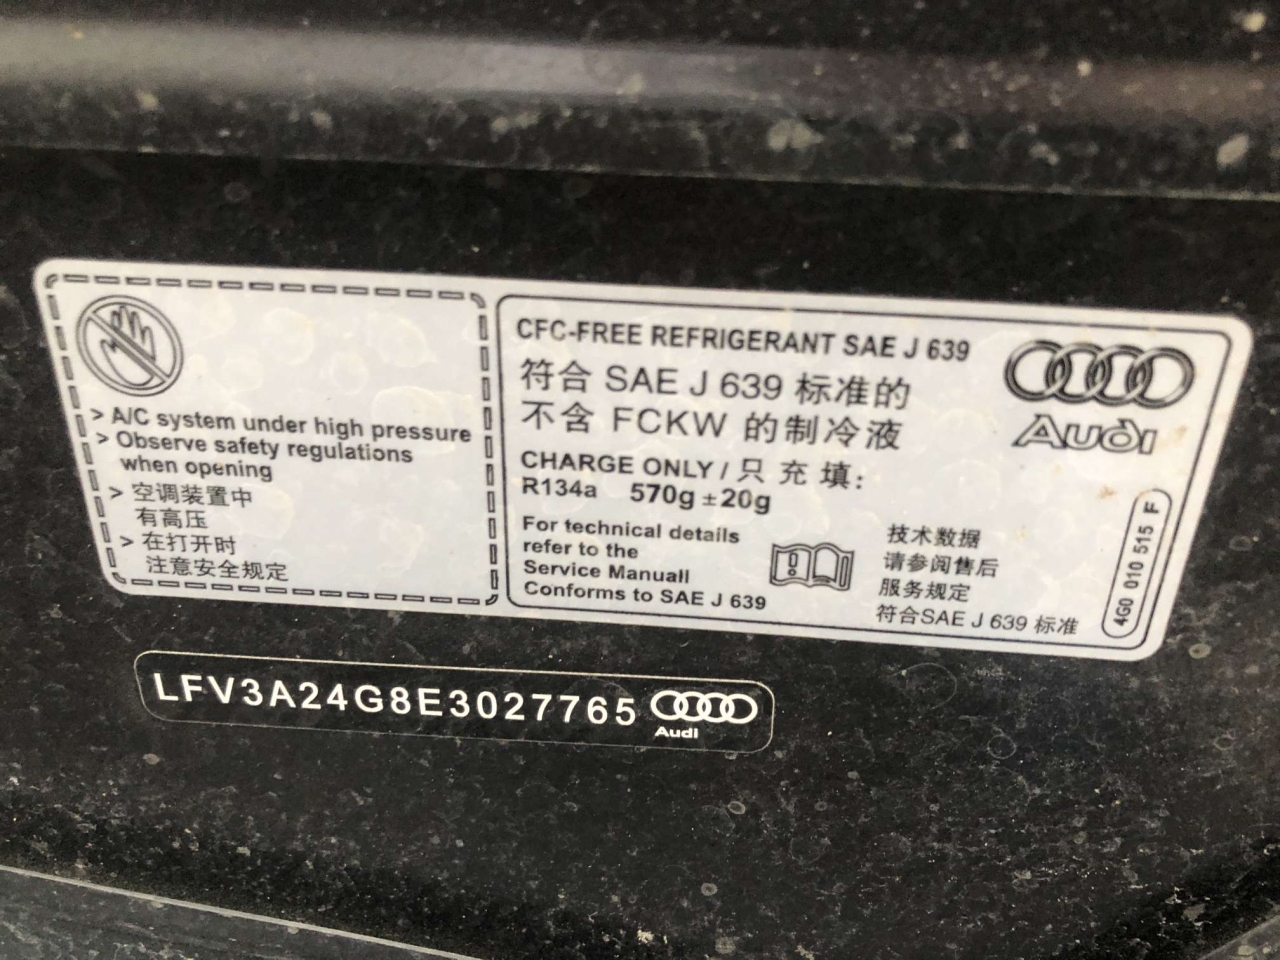 > A/C system under high pressure
> Observe safety regulations
when opening
> 空调装置中
有高压
> 在打开时
注意安全规定
CFC-FREE REFRIGERANT SAE J 639
符合 SAE J 639 标准的
不含 FCKW 的制冷液
CHARGE ONLY / 只 充 填:
R134a 570g ±20g
For technical details
refer to the
Service Manuall
Conforms to SAE J 639
技术数据
请参阅售后
服务规定
符合SAE J 639 标准
Audi
4G0 010 515 F
LFV3A24G8E3027765
Audi